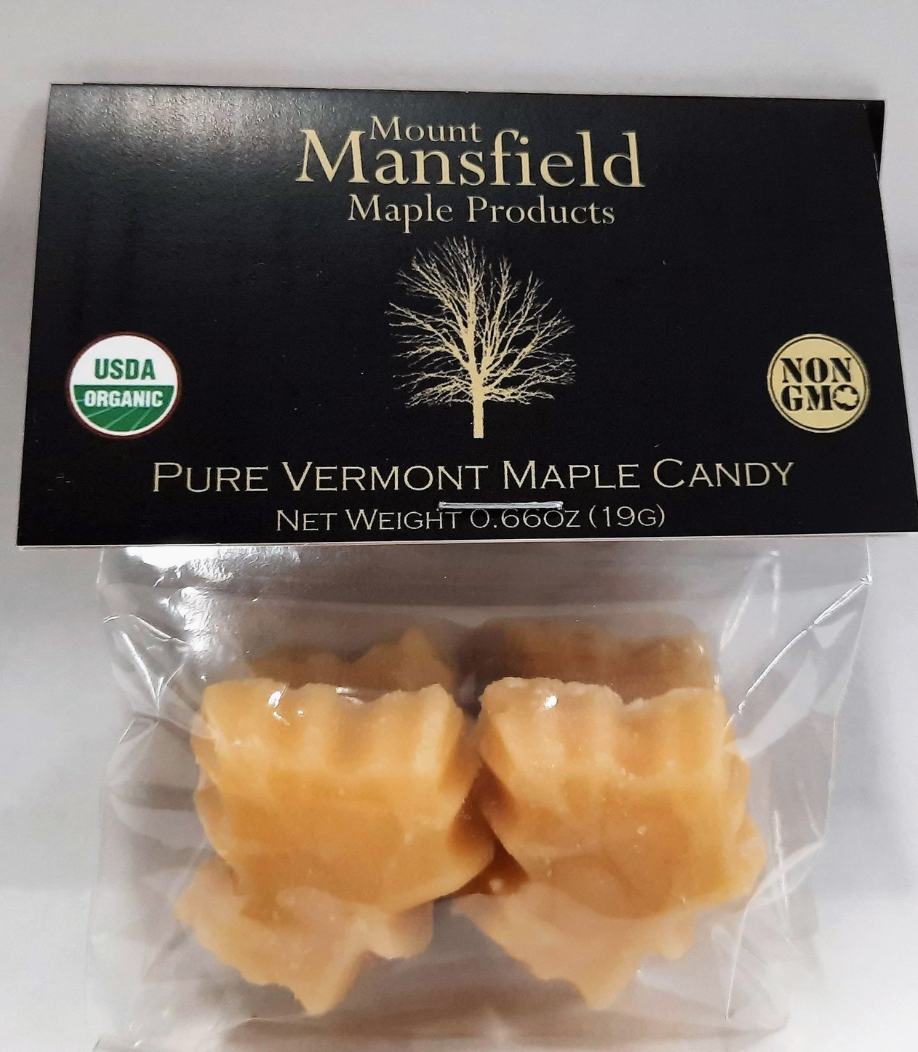 Mount
Mansfield
Maple Products
USDA
ORGANIC
NON
GMO
PURE VERMONT MAPLE CANDY
NET WEIGHT 0.66OZ (19G)